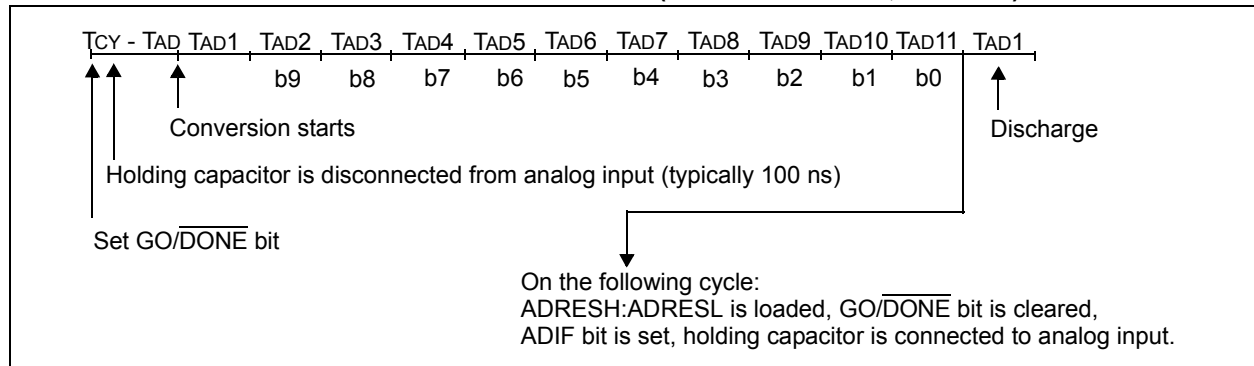 TCY - TAD TAD1 TAD2 TAD3 TAD4 TAD5 TAD6 TAD7 TAD8 TAD9 TAD10 TAD11 TAD1
b9 b8 b7 b6 b5 b4 b3 b2 b1 b0
Conversion starts
Discharge
Holding capacitor is disconnected from analog input (typically 100 ns)
Set GO/DONE bit
On the following cycle:
ADRESH:ADRESL is loaded, GO/DONE bit is cleared,
ADIF bit is set, holding capacitor is connected to analog input.